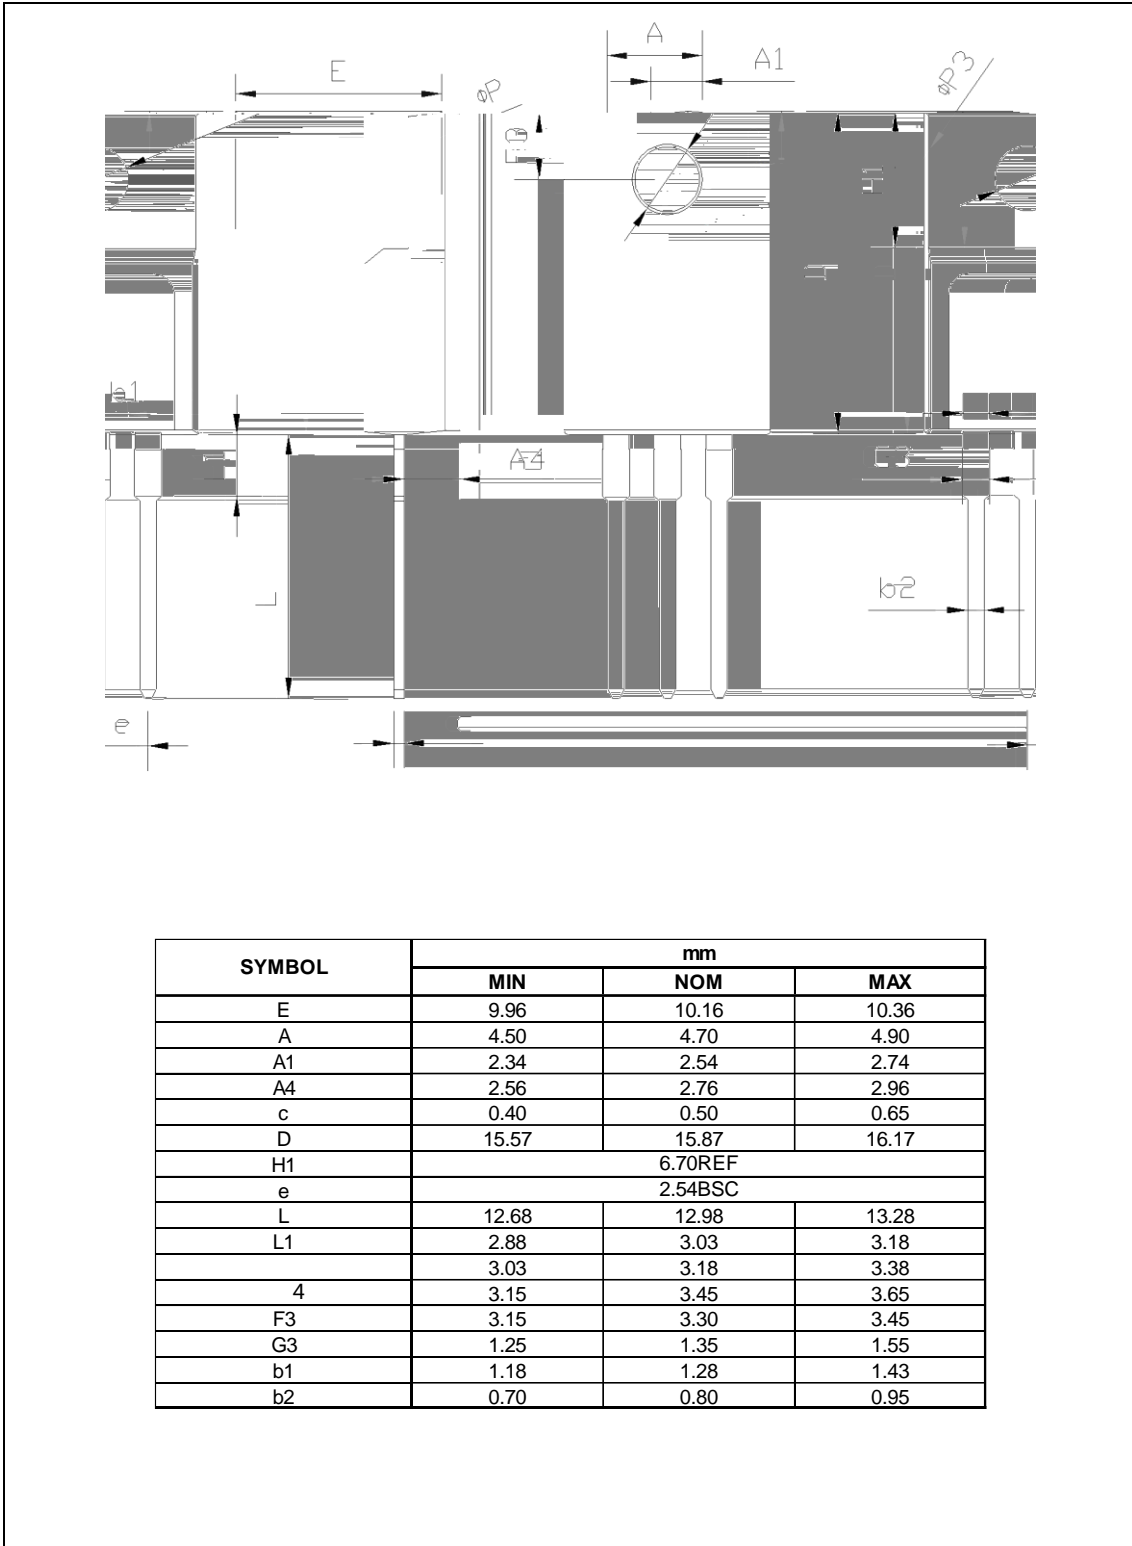 A
A1
E
øP
øP3
F3
H1
A4
L
b2
e
SYMBOL mm
MIN NOM MAX
E 9.96 10.16 10.36
A 4.50 4.70 4.90
A1 2.34 2.54 2.74
A4 2.56 2.76 2.96
c 0.40 0.50 0.65
D 15.57 15.87 16.17
H1 6.70REF
e 2.54BSC
L 12.68 12.98 13.28
L1 2.88 3.03 3.18
3.03 3.18 3.38
4 3.15 3.45 3.65
F3 3.15 3.30 3.45
G3 1.25 1.35 1.55
b1 1.18 1.28 1.43
b2 0.70 0.80 0.95